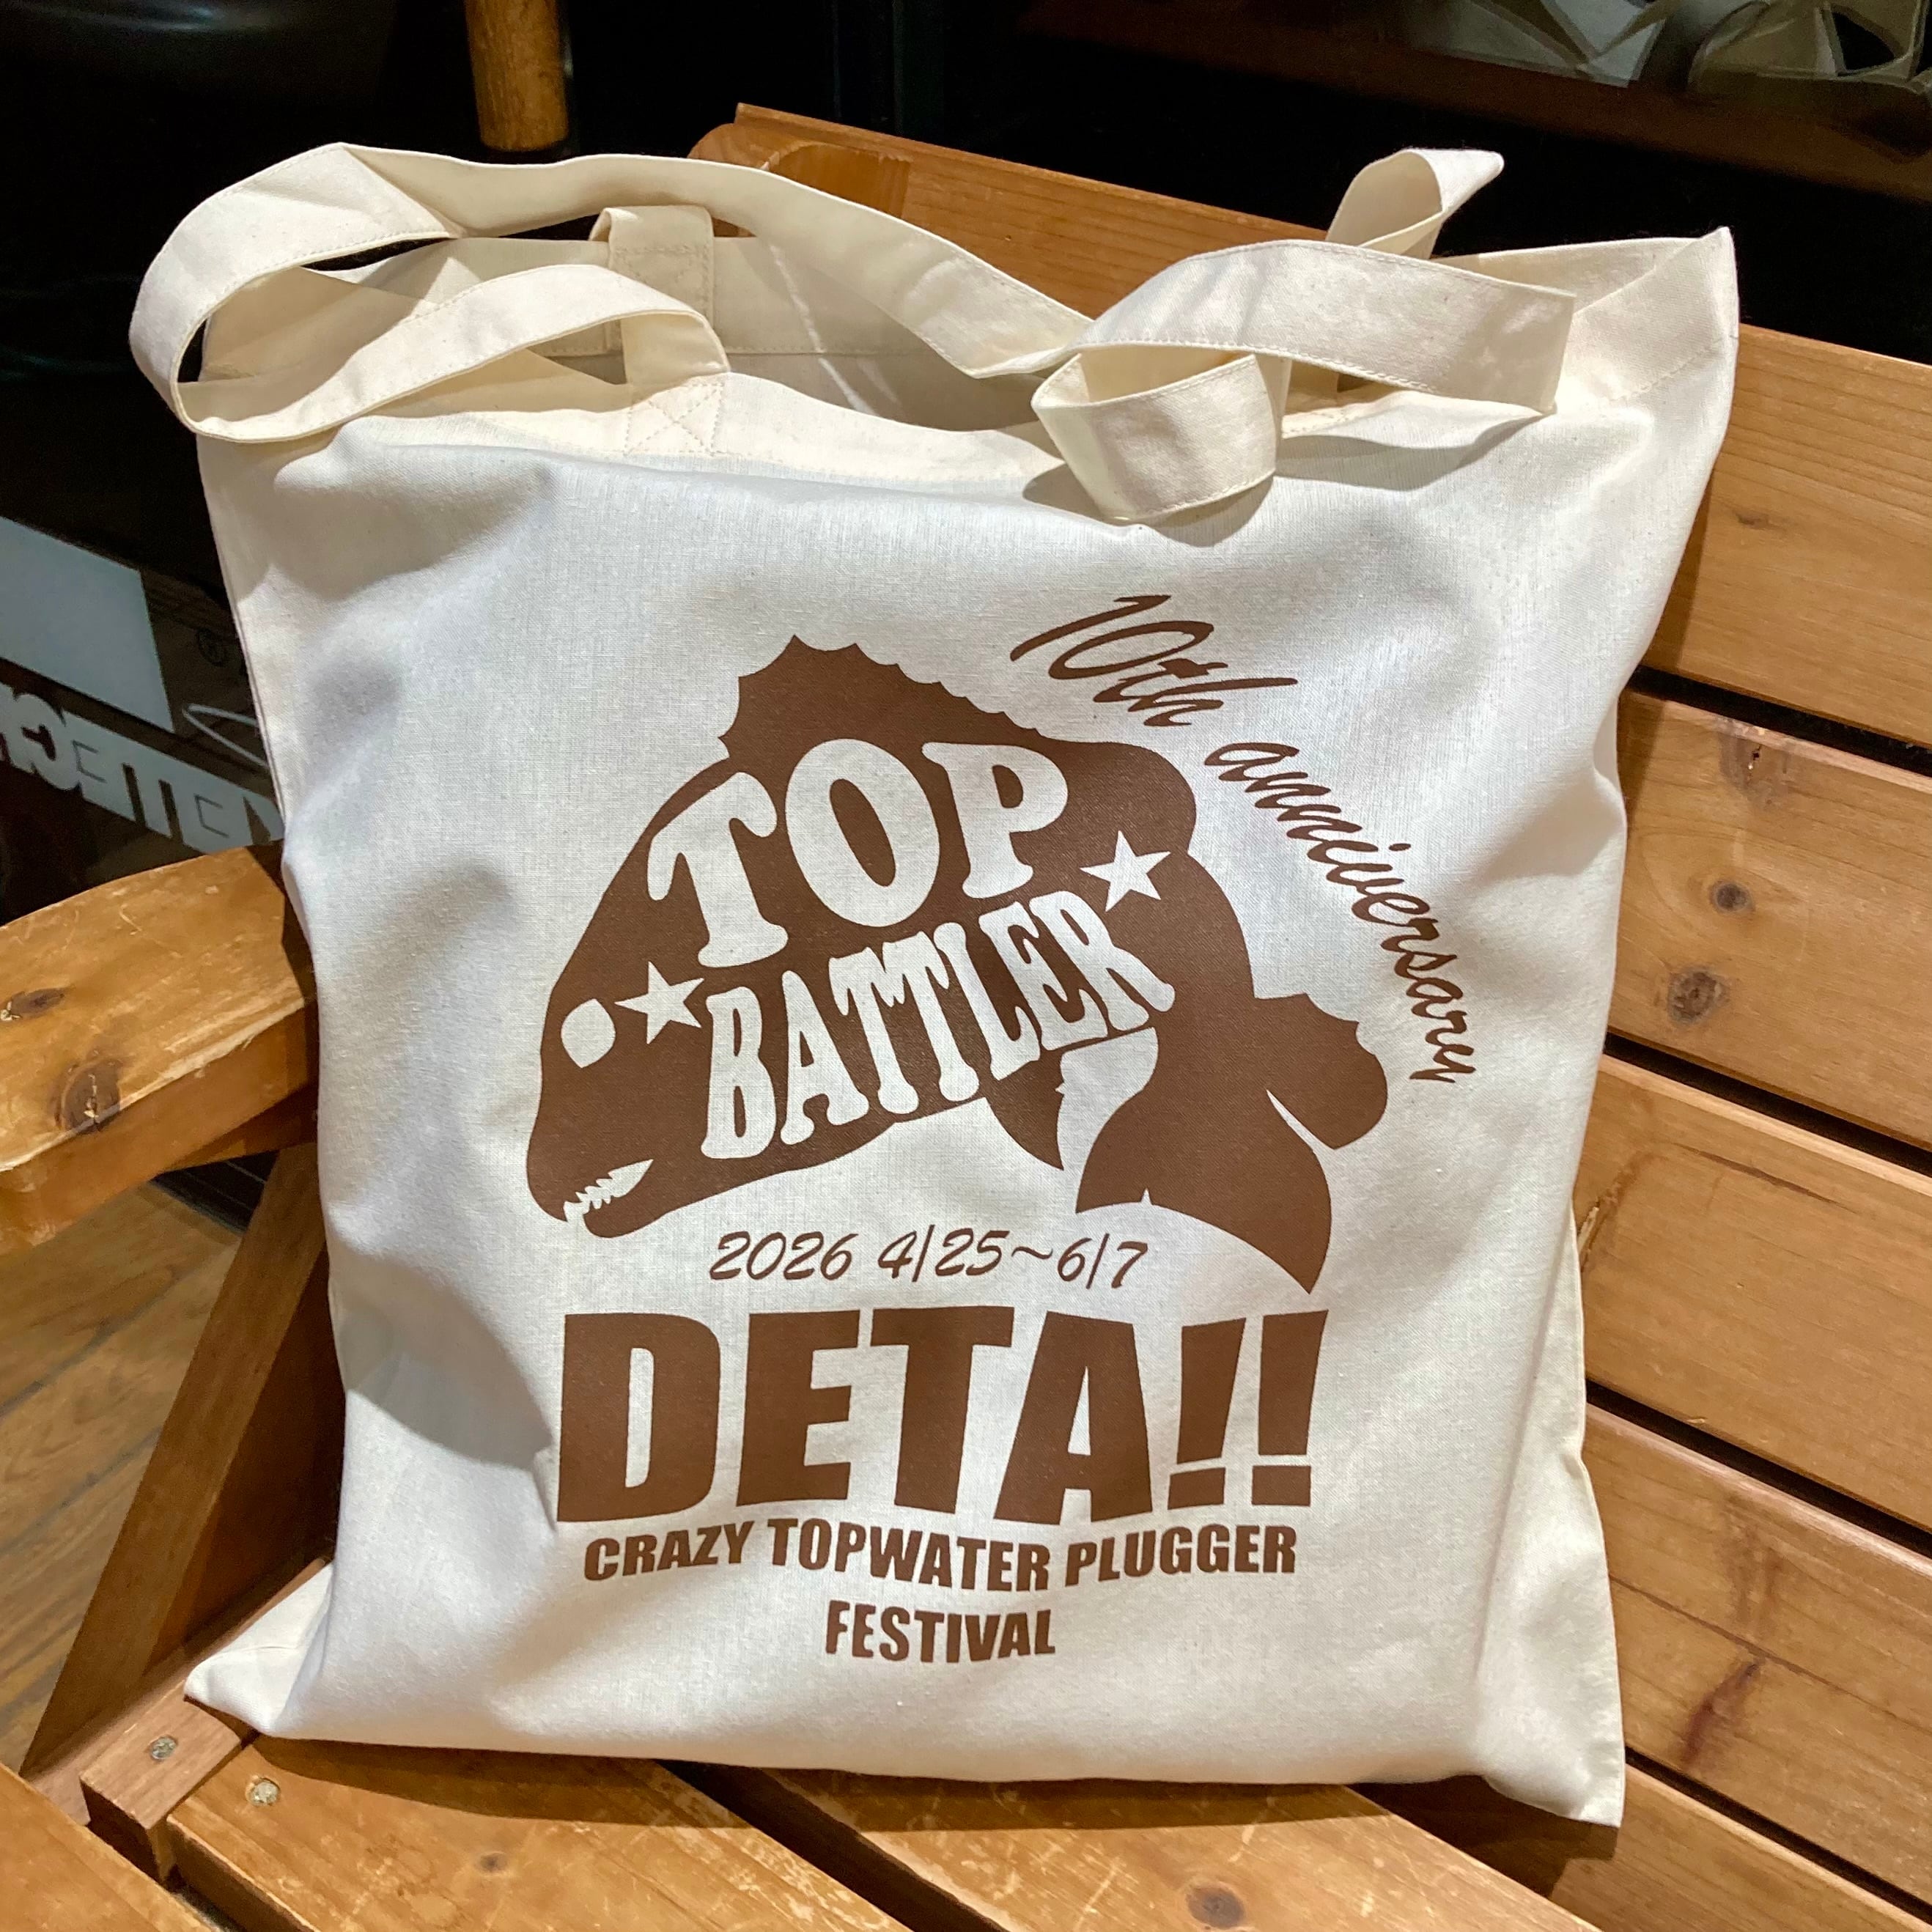 10th anniversary
TOP
BATTLER
2026 4/25~6/7
DETA!!
CRAZY TOPWATER PLUGGER
FESTIVAL